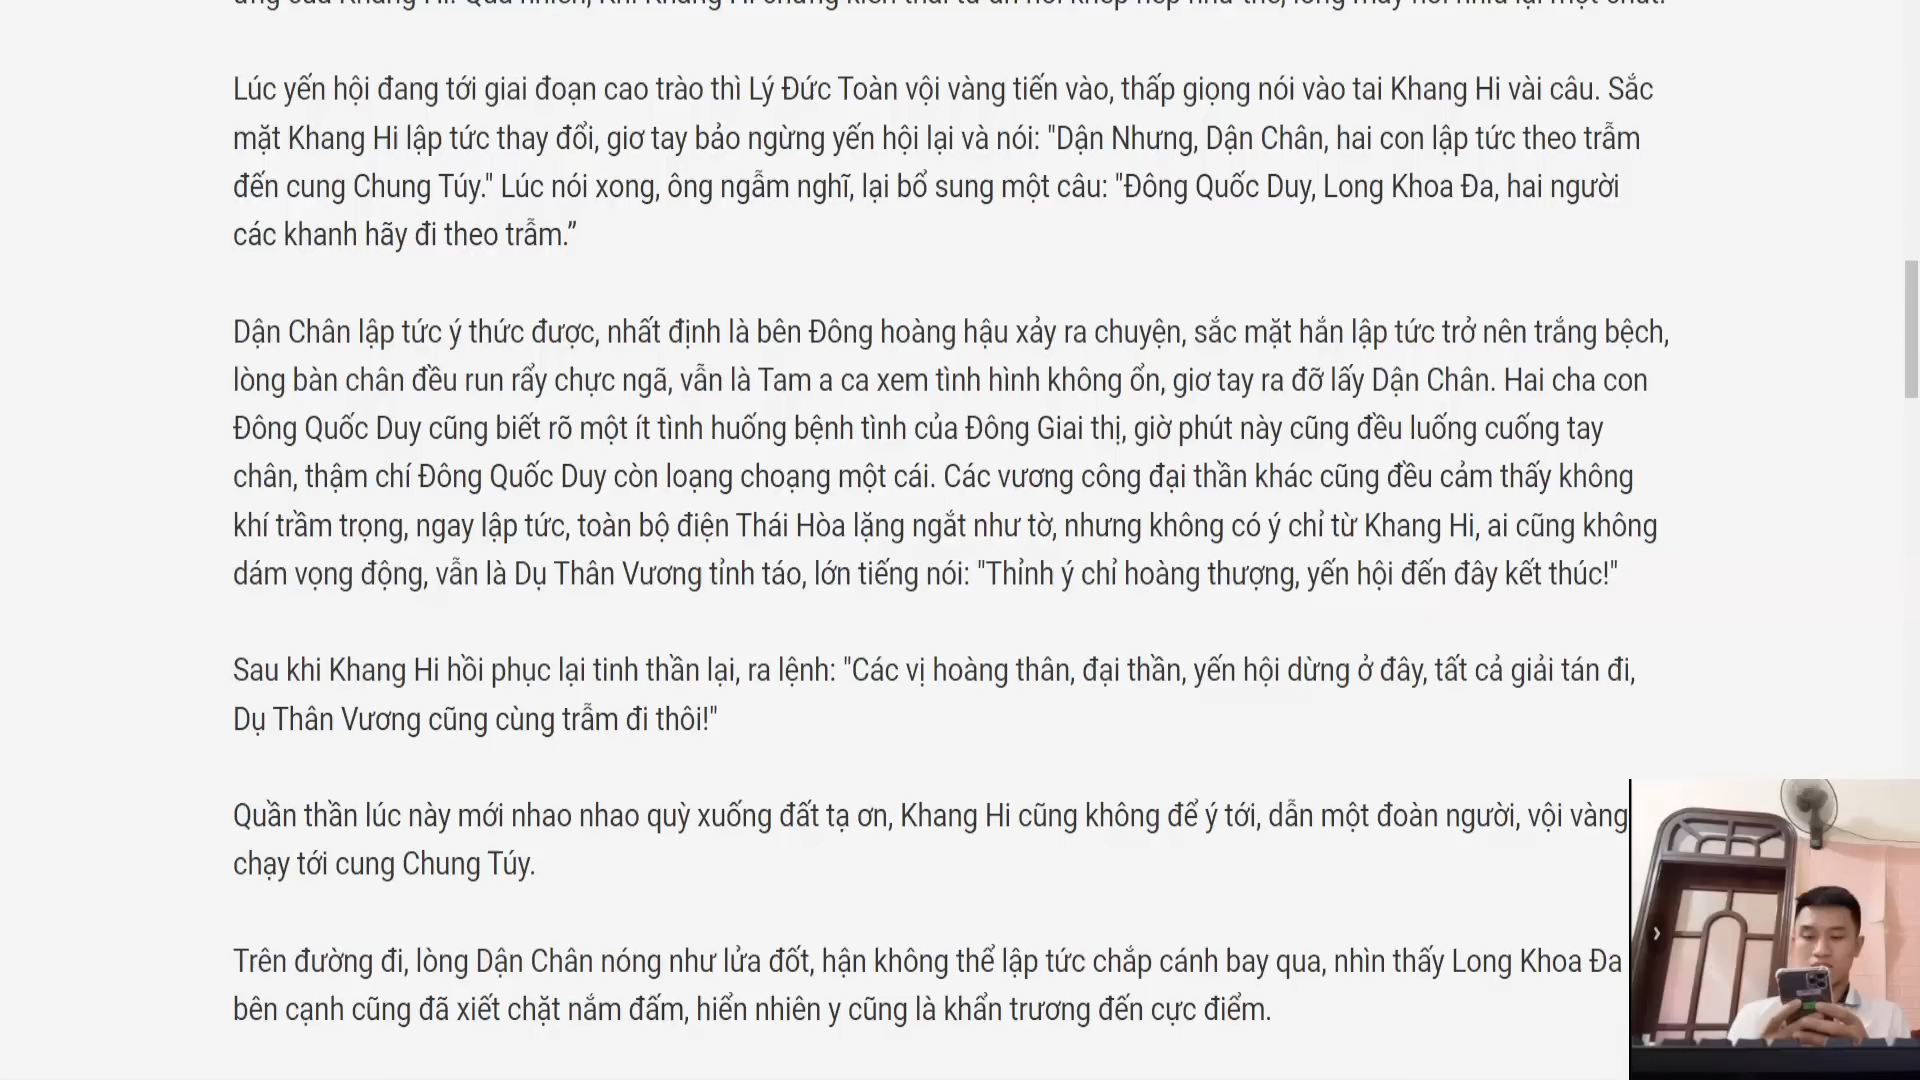 Lúc yến hội đang tới giai đoạn cao trào thì Lý Đức Toàn vội vàng tiến vào, thấp giọng nói vào tai Khang Hi vài câu. Sắc
mặt Khang Hi lập tức thay đổi, giơ tay bảo ngừng yến hội lại và nói: "Dận Nhưng, Dận Chân, hai con lập tức theo trẫm
đến cung Chung Túy." Lúc nói xong, ông ngẫm nghĩ, lại bổ sung một câu: "Đông Quốc Duy, Long Khoa Đa, hai người
các khanh hãy đi theo trẫm.”
Dận Chân lập tức ý thức được, nhất định là bên Đông hoàng hậu xảy ra chuyện, sắc mặt hắn lập tức trở nên trắng bệch,
lòng bàn chân đều run rẩy chực ngã, vẫn là Tam a ca xem tình hình không ổn, giơ tay ra đỡ lấy Dận Chân. Hai cha con
Đông Quốc Duy cũng biết rõ một ít tình huống bệnh tình của Đông Giai thị, giờ phút này cũng đều luống cuống tay
chân, thậm chí Đông Quốc Duy còn loạng choạng một cái. Các vương công đại thần khác cũng đều cảm thấy không
khí trầm trọng, ngay lập tức, toàn bộ điện Thái Hòa lặng ngắt như tờ, nhưng không có ý chỉ từ Khang Hi, ai cũng không
dám vọng động, vẫn là Dụ Thân Vương tỉnh táo, lớn tiếng nói: "Thỉnh ý chỉ hoàng thượng, yến hội đến đây kết thúc!"
Sau khi Khang Hi hồi phục lại tinh thần lại, ra lệnh: "Các vị hoàng thân, đại thần, yến hội dừng ở đây, tất cả giải tán đi,
Dụ Thân Vương cũng cùng trẫm đi thôi!"
Quần thần lúc này mới nhao nhao quỳ xuống đất tạ ơn, Khang Hi cũng không để ý tới, dẫn một đoàn người, vội vàng
chạy tới cung Chung Túy.
Trên đường đi, lòng Dận Chân nóng như lửa đốt, hận không thể lập tức chắp cánh bay qua, nhìn thấy Long Khoa Đa
bên cạnh cũng đã xiết chặt nắm đấm, hiển nhiên y cũng là khẩn trương đến cực điểm.